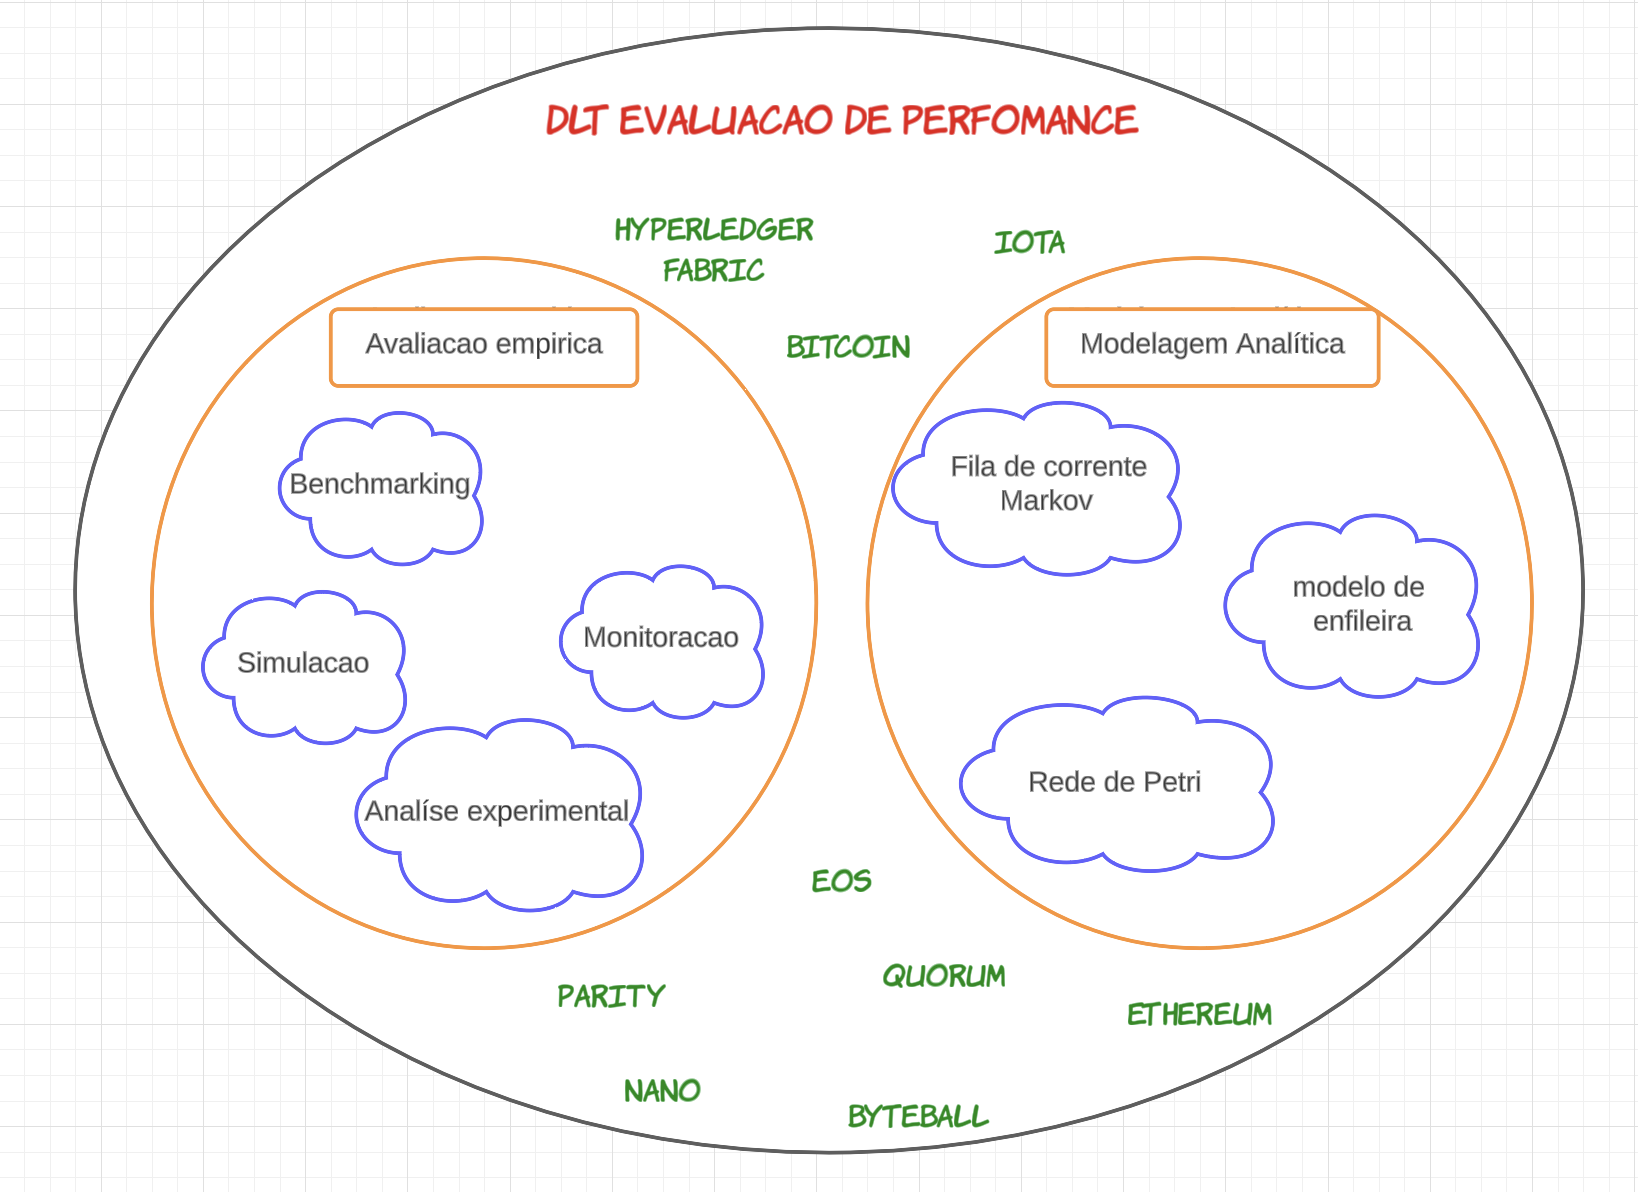 DLT EVALUACAO DE PERFOMANCE
HYPERLEDGER
FABRIC
IOTA
BITCOIN
Avaliacao empirica
Modelagem Analítica
Benchmarking
Simulacao
Monitoracao
Analíse experimental
Fila de corrente
Markov
modelo de
enfileira
Rede de Petri
EOS
PARITY
QUORUM
ETHEREUM
NANO
BYTEBALL